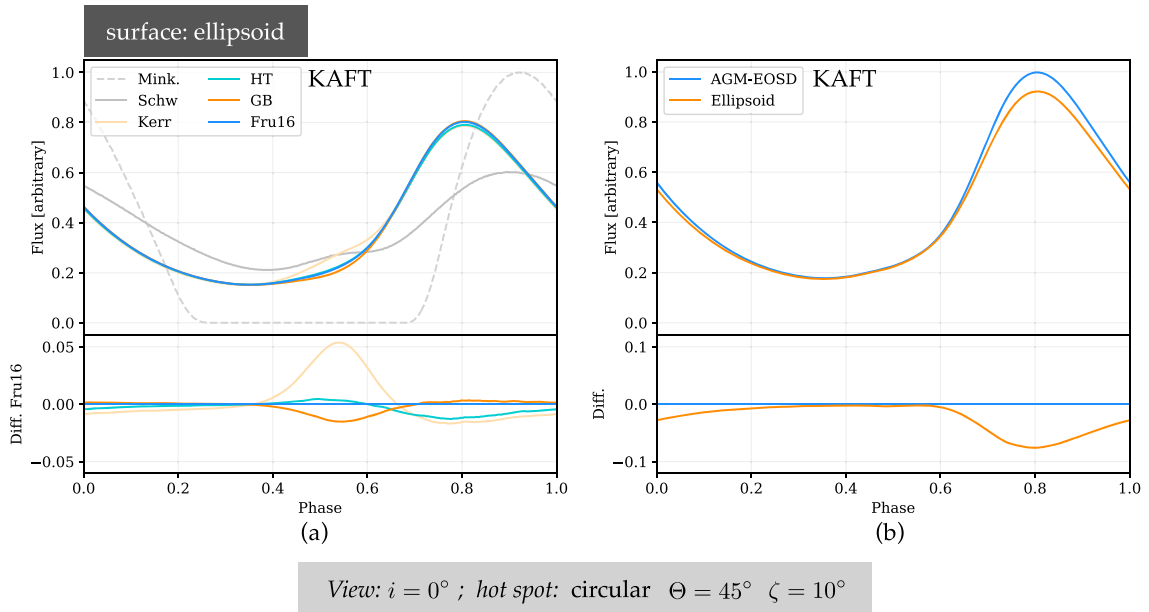 surface: ellipsoid
Mink.
Schw
Kerr
HT
GB
Fru16
KAFT
Flux [arbitrary]
1.0
0.8
0.6
0.4
0.2
0.0
Diff. Fru16
0.05
0.00
−0.05
0.0 0.2 0.4 0.6 0.8 1.0
Phase
(a)
AGM-EOSD
Ellipsoid
KAFT
Flux [arbitrary]
1.0
0.8
0.6
0.4
0.2
0.0
Diff.
0.1
0.0
−0.1
0.0 0.2 0.4 0.6 0.8 1.0
Phase
(b)
View: i = 0° ; hot spot: circular Θ = 45° ζ = 10°